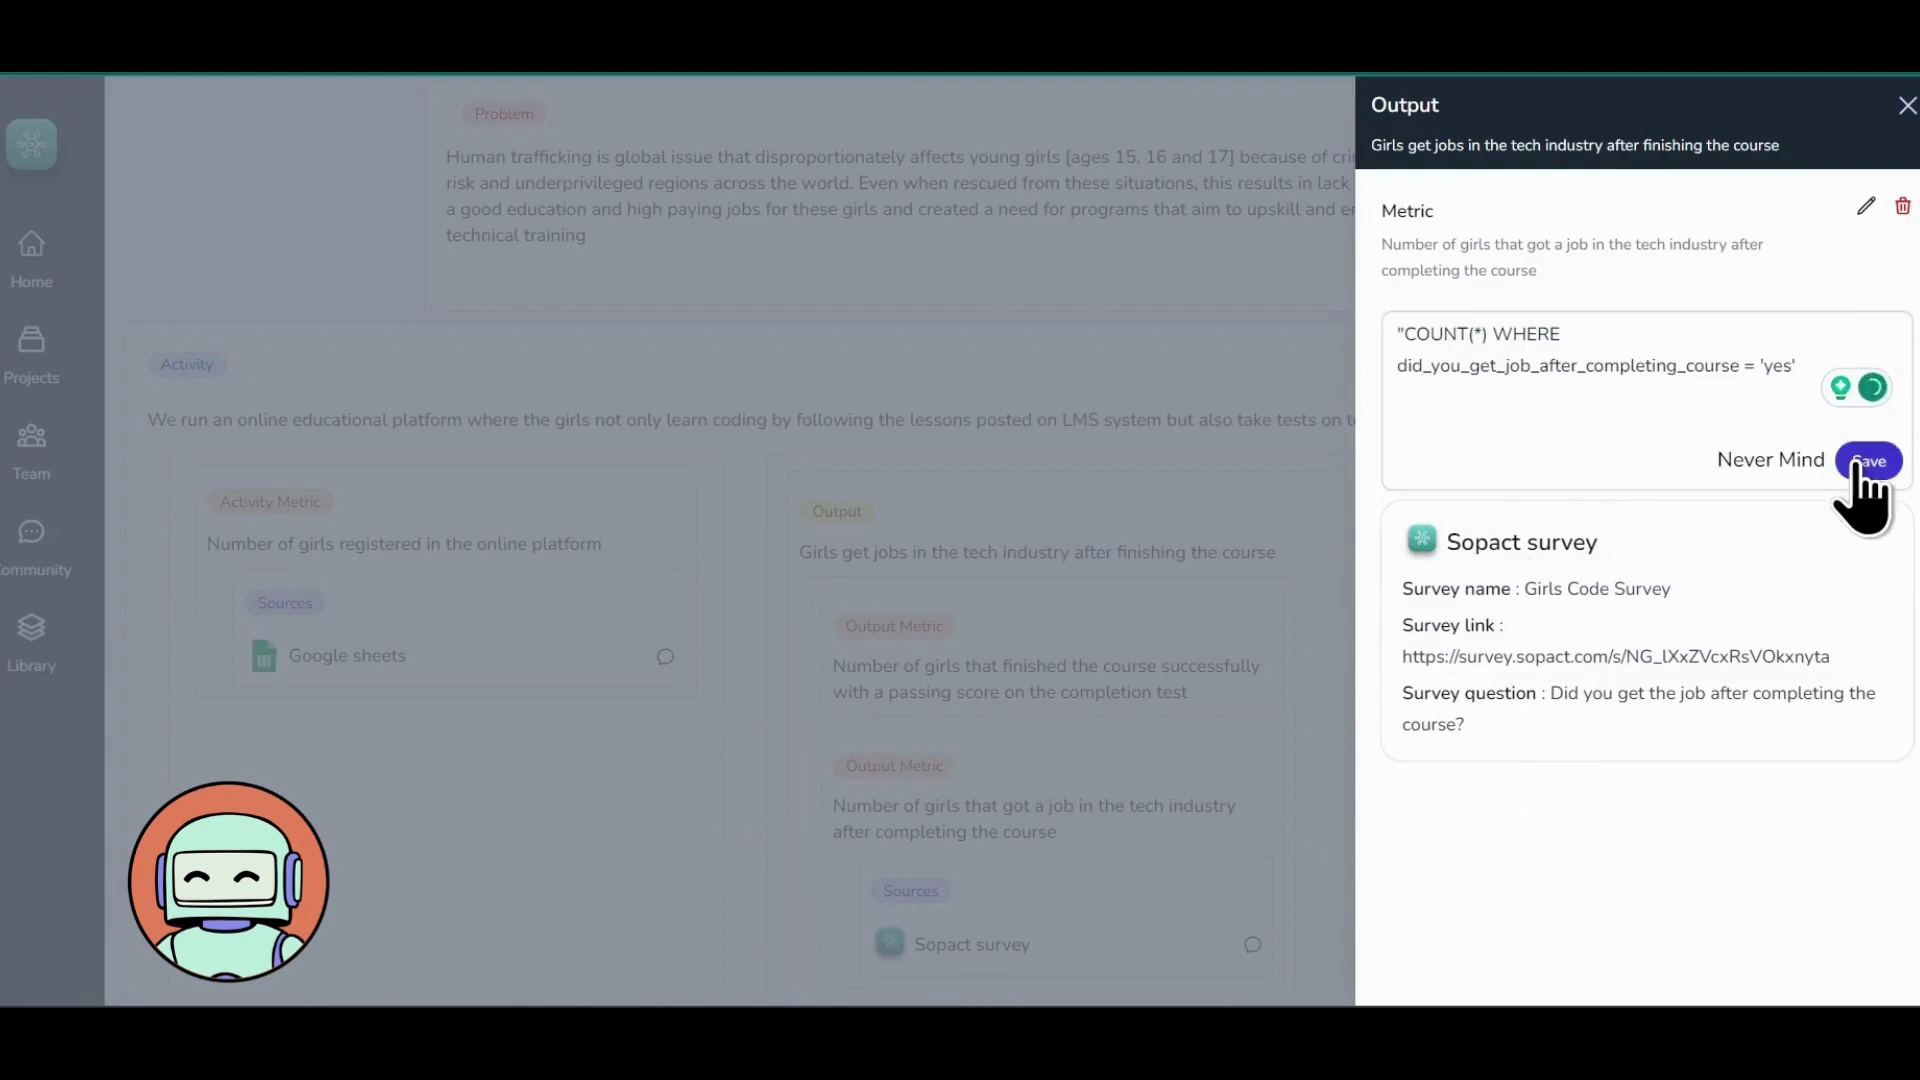 Home
Projects
Team
ommunity
Library
Problem
Human trafficking is global issue that disproportionately affects young girls [ages 15, 16 and 17] because of cri
risk and underprivileged regions across the world. Even when rescued from these situations, this results in lack
a good education and high paying jobs for these girls and created a need for programs that aim to upskill and e
technical training
Activity
We run an online educational platform where the girls not only learn coding by following the lessons posted on LMS system but also take tests on t
Activity Metric
Number of girls registered in the online platform
Sources
Google sheets
Output
Girls get jobs in the tech industry after finishing the course
Output Metric
Number of girls that finished the course successfully
with a passing score on the completion test
Output Metric
Number of girls that got a job in the tech industry
after completing the course
Sources
Sopact survey
Output
Girls get jobs in the tech industry after finishing the course
Metric
Number of girls that got a job in the tech industry after
completing the course
"COUNT(*) WHERE
did_you_get_job_after_completing_course = 'yes'
Never Mind
Save
Sopact survey
Survey name : Girls Code Survey
Survey link :
https://survey.sopact.com/s/NG_lXxZVcxRsVOkxnyta
Survey question : Did you get the job after completing the
course?